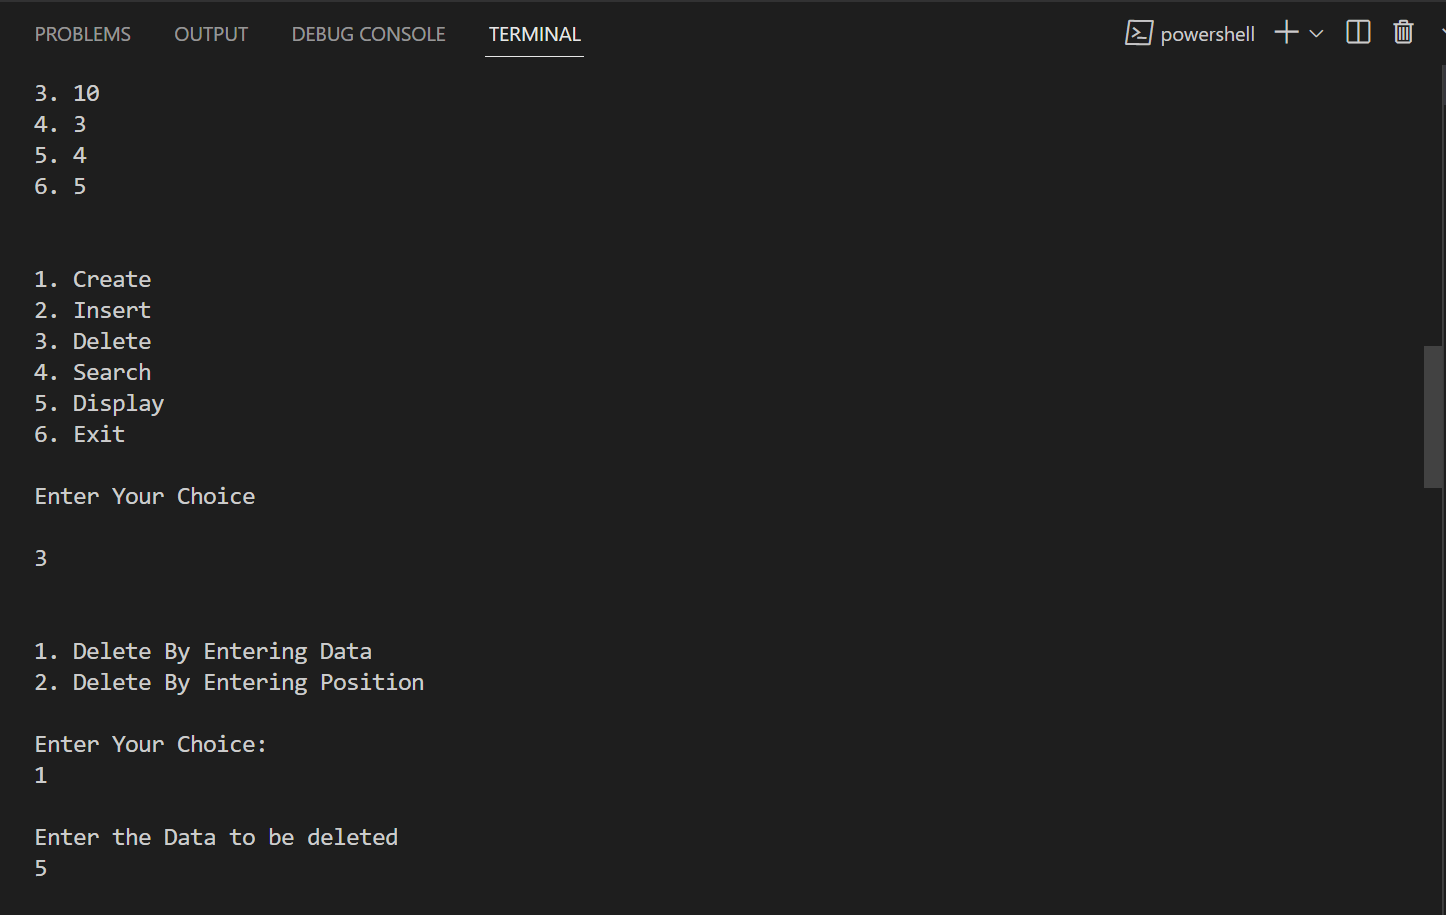 PROBLEMS OUTPUT DEBUG CONSOLE TERMINAL powershell
3. 10
4. 3
5. 4
6. 5
1. Create
2. Insert
3. Delete
4. Search
5. Display
6. Exit
Enter Your Choice
3
1. Delete By Entering Data
2. Delete By Entering Position
Enter Your Choice:
1
Enter the Data to be deleted
5